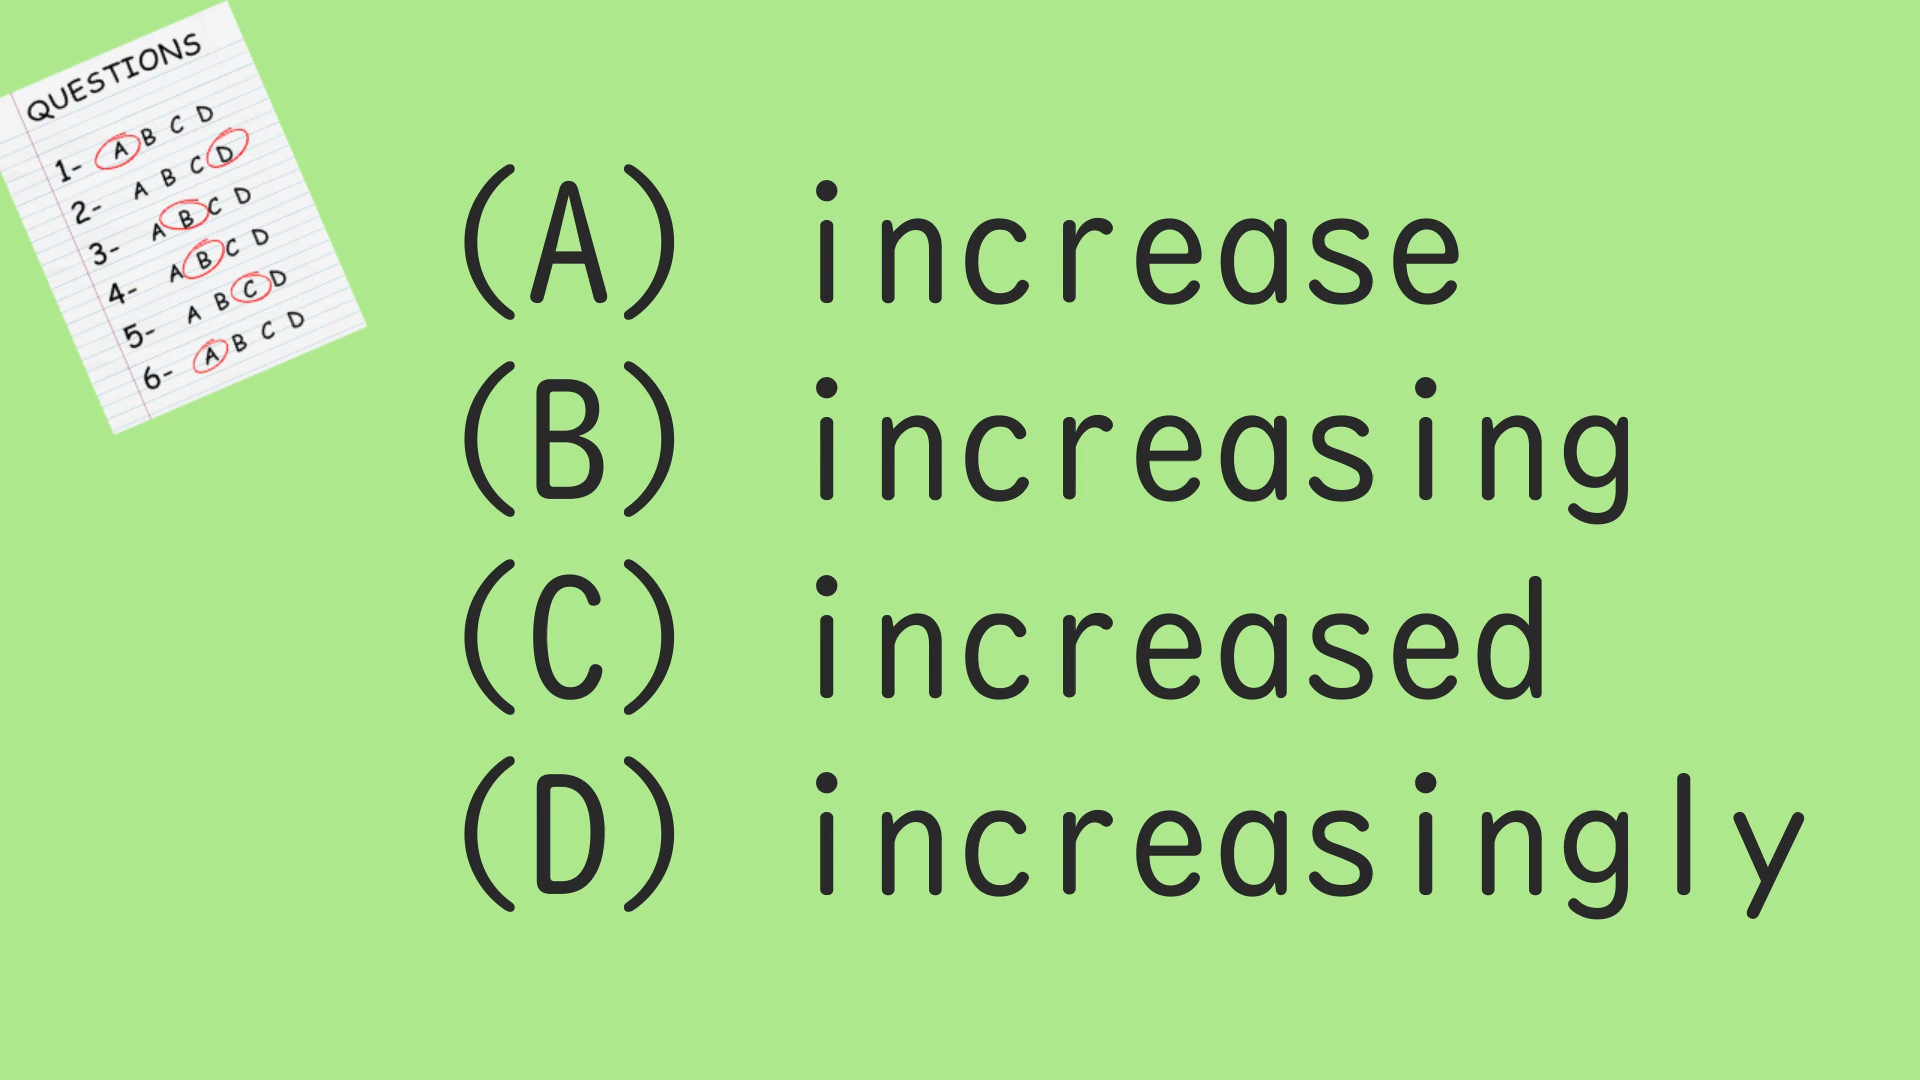 QUESTIONS
1- A B C D
2- A B C D
3- A B C D
4- A B C D
5- A B C D
6- A B C D
(A) increase
(B) increasing
(C) increased
(D) increasingly